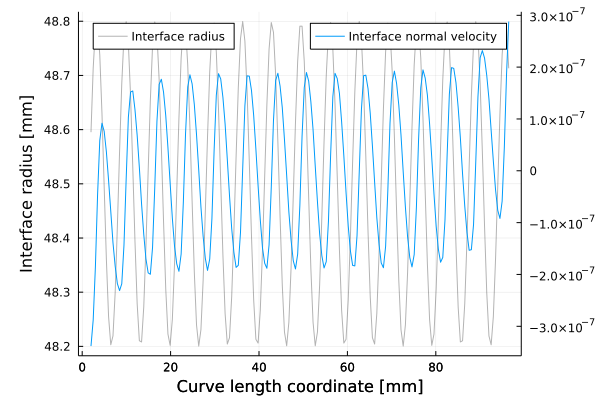 Interface radius
Interface normal velocity
Interface radius [mm]
48.8
48.7
48.6
48.5
48.4
48.3
48.2
3.0×10⁻⁷
2.0×10⁻⁷
1.0×10⁻⁷
0
−1.0×10⁻⁷
−2.0×10⁻⁷
−3.0×10⁻⁷
0 20 40 60 80
Curve length coordinate [mm]